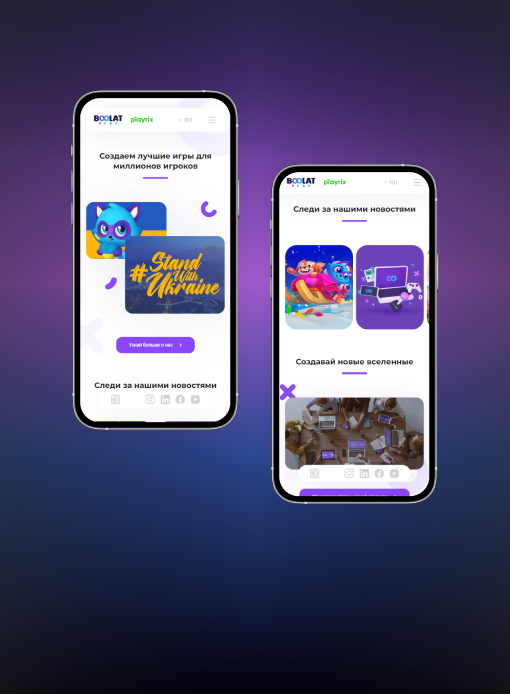 BOOLAT
PLAY
playrix
RU
Создаем лучшие игры для
миллионов игроков
#Stand
With
Ukraine
Узнай больше о нас
Следи за нашими новостями
BOOLAT
PLAY
playrix
RU
Следи за нашими новостями
Создавай новые вселенные